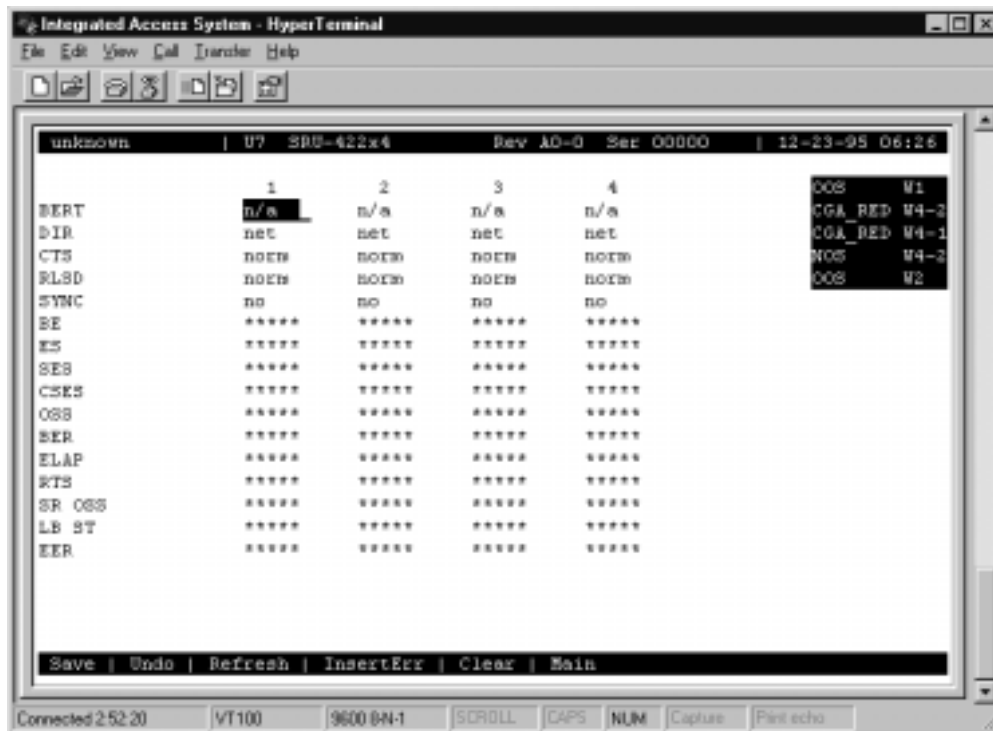 Integrated Access System - HyperTerminal
File Edit View Call Transfer Help
unknown | U7 SRU-422x4 Rev A0-0 Ser 00000 | 12-23-95 06:26
1 2 3 4 OOS W1
BERT n/a n/a n/a n/a CGA_RED W4-2
DIR net net net net CGA_RED W4-1
CTS norm norm norm norm NOS W4-2
RLSD norm norm norm norm OOS W2
SYNC no no no no
BE ***** ***** ***** *****
ES ***** ***** ***** *****
SES ***** ***** ***** *****
CSES ***** ***** ***** *****
OSS ***** ***** ***** *****
BER ***** ***** ***** *****
ELAP ***** ***** ***** *****
RTS ***** ***** ***** *****
SR OSS ***** ***** ***** *****
LB ST ***** ***** ***** *****
EER ***** ***** ***** *****
Save | Undo | Refresh | InsertErr | Clear | Main
Connected 2:52:20 VT100 9600 8-N-1 SCROLL CAPS NUM Capture Print echo